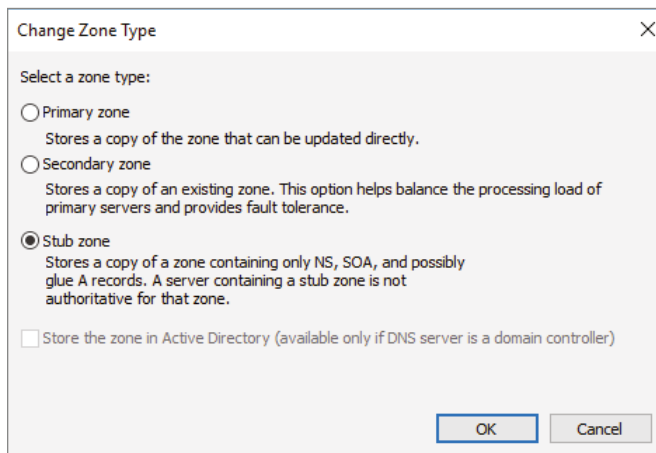 Change Zone Type
Select a zone type:
Primary zone
Stores a copy of the zone that can be updated directly.
Secondary zone
Stores a copy of an existing zone. This option helps balance the processing load of
primary servers and provides fault tolerance.
Stub zone
Stores a copy of a zone containing only NS, SOA, and possibly
glue A records. A server containing a stub zone is not
authoritative for that zone.
Store the zone in Active Directory (available only if DNS server is a domain controller)
OK Cancel